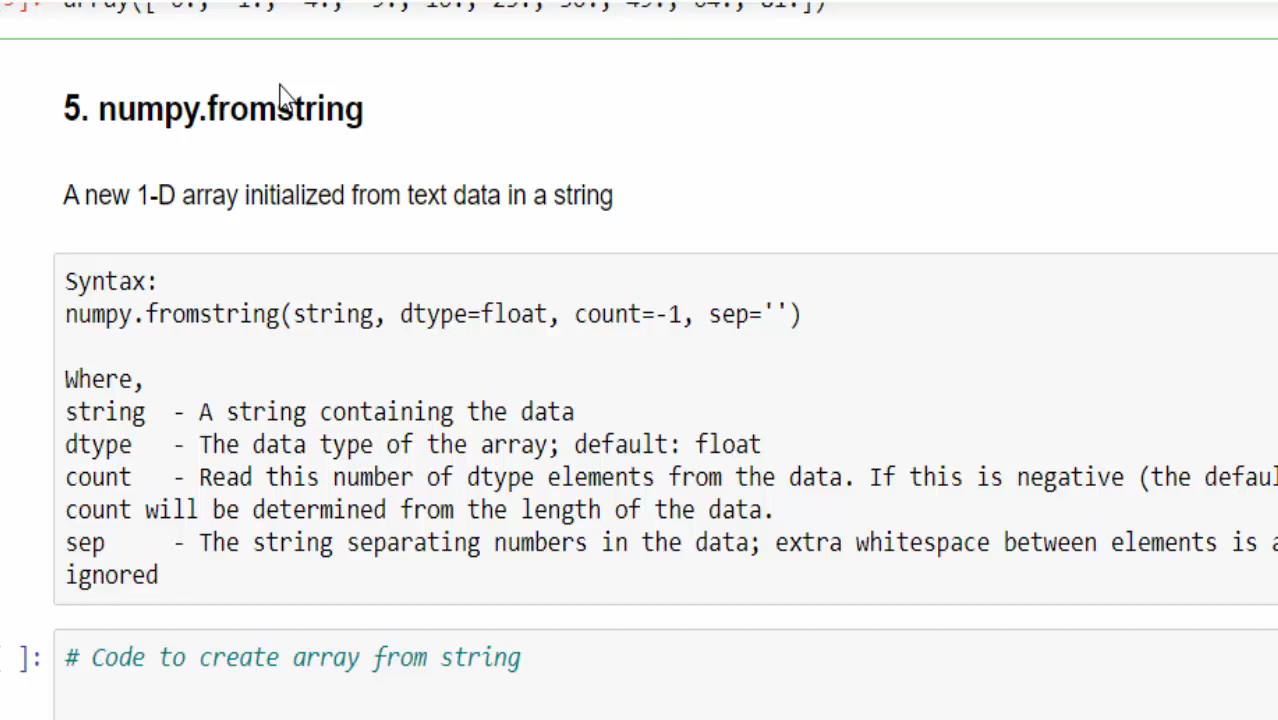 5. numpy.fromstring
A new 1-D array initialized from text data in a string
Syntax:
numpy.fromstring(string, dtype=float, count=-1, sep='')
Where,
string - A string containing the data
dtype - The data type of the array; default: float
count - Read this number of dtype elements from the data. If this is negative (the
count will be determined from the length of the data.
sep - The string separating numbers in the data; extra whitespace between elements is
ignored
]: # Code to create array from string